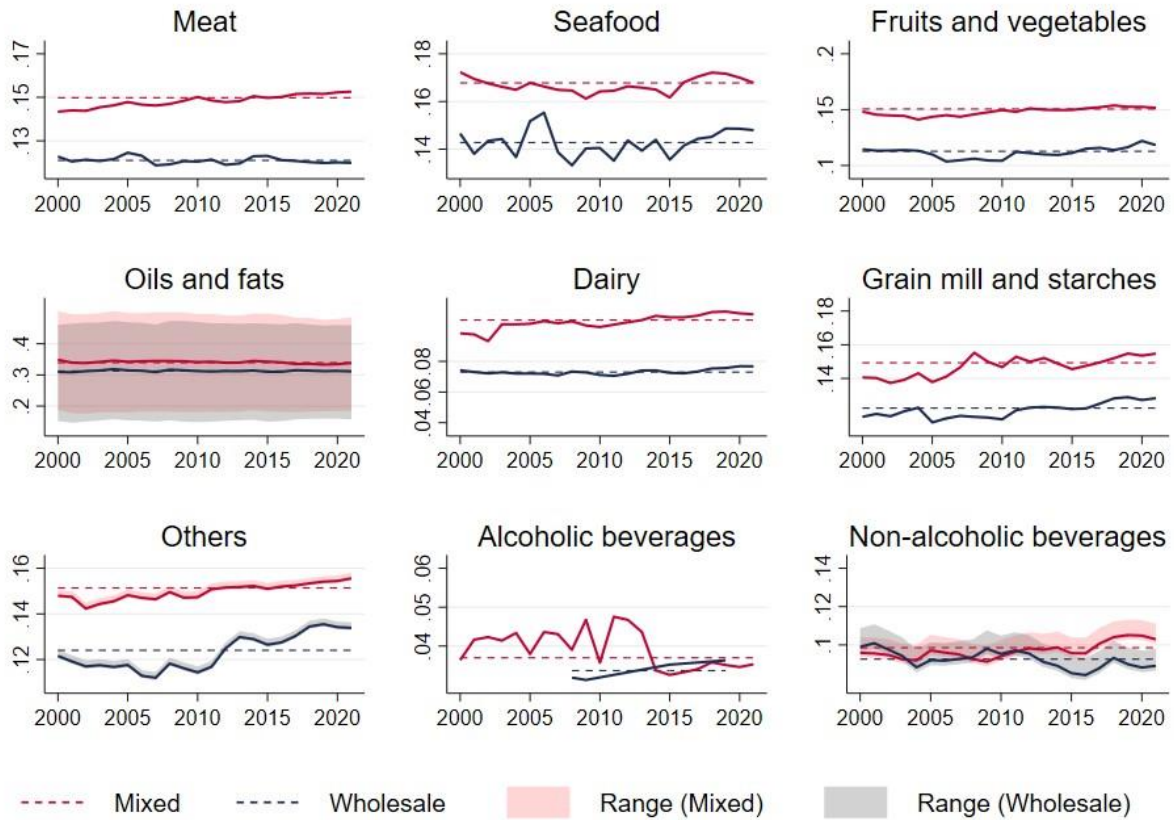 Meat
Seafood
Fruits and vegetables
.17
.15
.13
.18
.16
.14
.2
.15
.1
2000 2005 2010 2015 2020
2000 2005 2010 2015 2020
2000 2005 2010 2015 2020
Oils and fats
Dairy
Grain mill and starches
.4
.3
.2
.08
.06
.04
.18
.16
.14
2000 2005 2010 2015 2020
2000 2005 2010 2015 2020
2000 2005 2010 2015 2020
Others
Alcoholic beverages
Non-alcoholic beverages
.16
.14
.12
.06
.05
.04
.14
.12
.1
2000 2005 2010 2015 2020
2000 2005 2010 2015 2020
2000 2005 2010 2015 2020
Mixed
Wholesale
Range (Mixed)
Range (Wholesale)